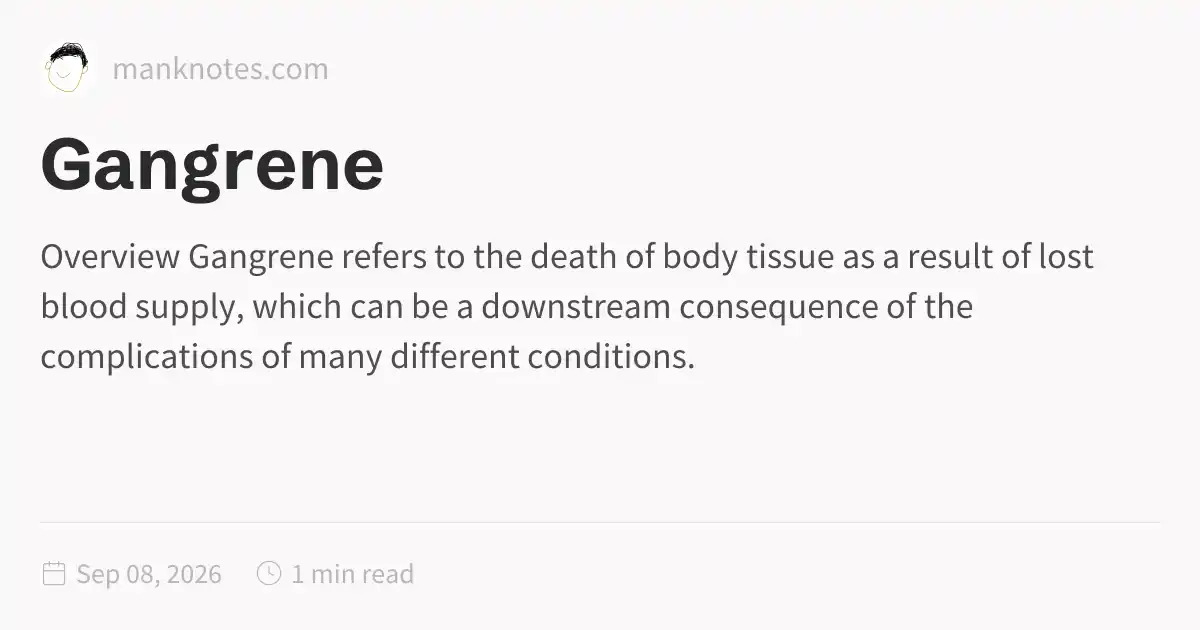 manknotes.com
Gangrene
Overview Gangrene refers to the death of body tissue as a result of lost
blood supply, which can be a downstream consequence of the
complications of many different conditions.
Sep 08, 2026 1 min read